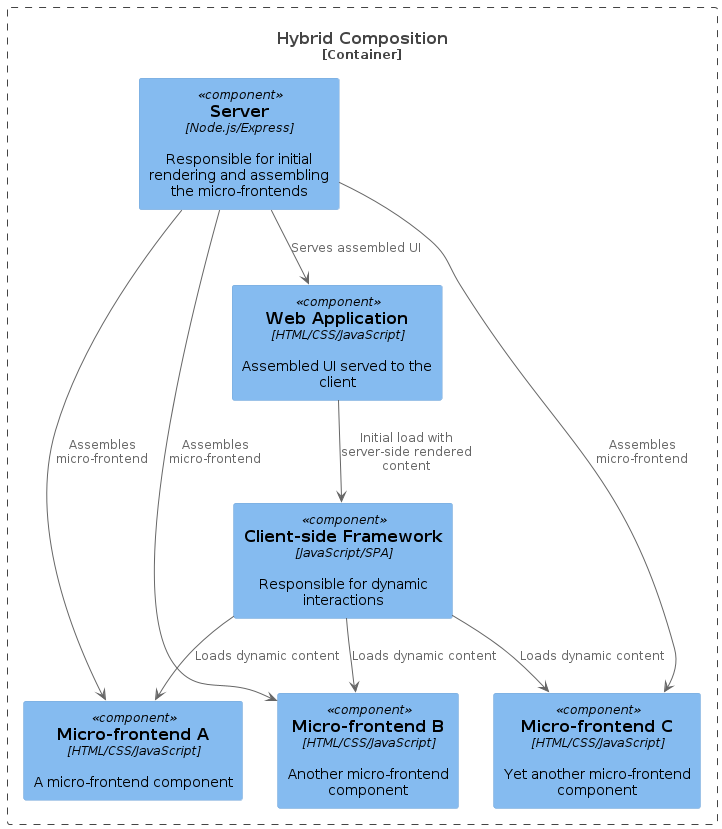 Hybrid Composition
[Container]
«component»
Server
[Node.js/Express]
Responsible for initial
rendering and assembling
the micro-frontends
Serves assembled UI
«component»
Web Application
[HTML/CSS/JavaScript]
Assembled UI served to the
client
Assembles
micro-frontend
Assembles
micro-frontend
Initial load with
server-side rendered
content
Assembles
micro-frontend
«component»
Client-side Framework
[JavaScript/SPA]
Responsible for dynamic
interactions
Loads dynamic content
Loads dynamic content
Loads dynamic content
«component»
Micro-frontend A
[HTML/CSS/JavaScript]
A micro-frontend component
«component»
Micro-frontend B
[HTML/CSS/JavaScript]
Another micro-frontend
component
«component»
Micro-frontend C
[HTML/CSS/JavaScript]
Yet another micro-frontend
component